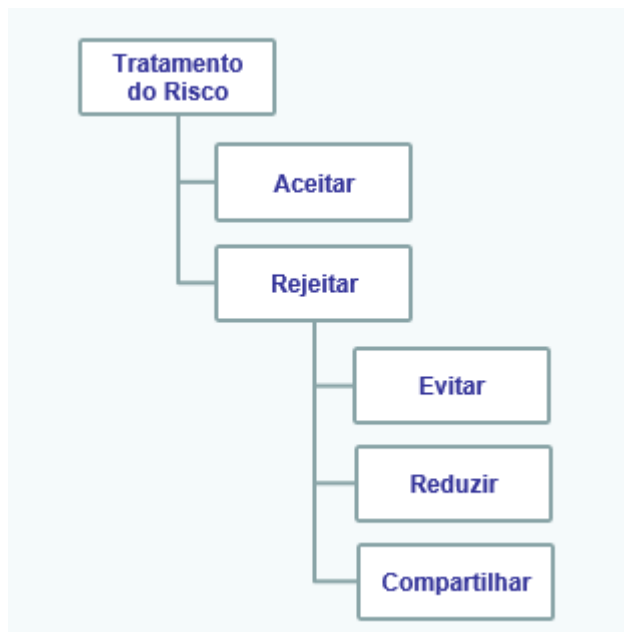 Tratamento
do Risco
Aceitar
Rejeitar
Evitar
Reduzir
Compartilhar